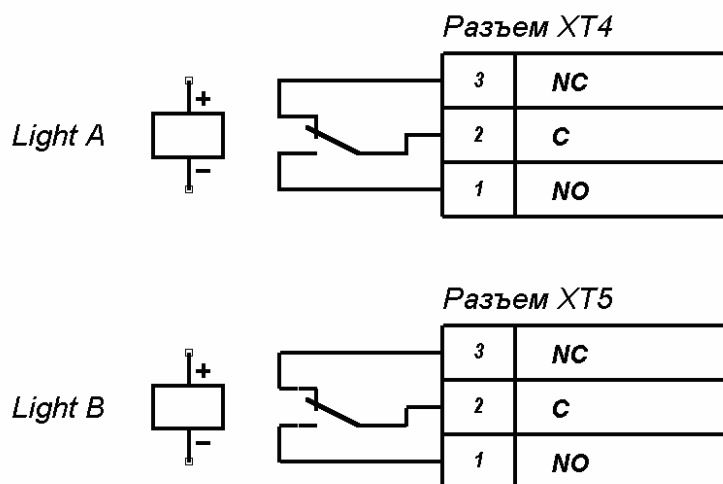 Разъем XT4
3 NC
Light A + 2 C
−
1 NO
Разъем XT5
3 NC
+
Light B 2 C
−
1 NO